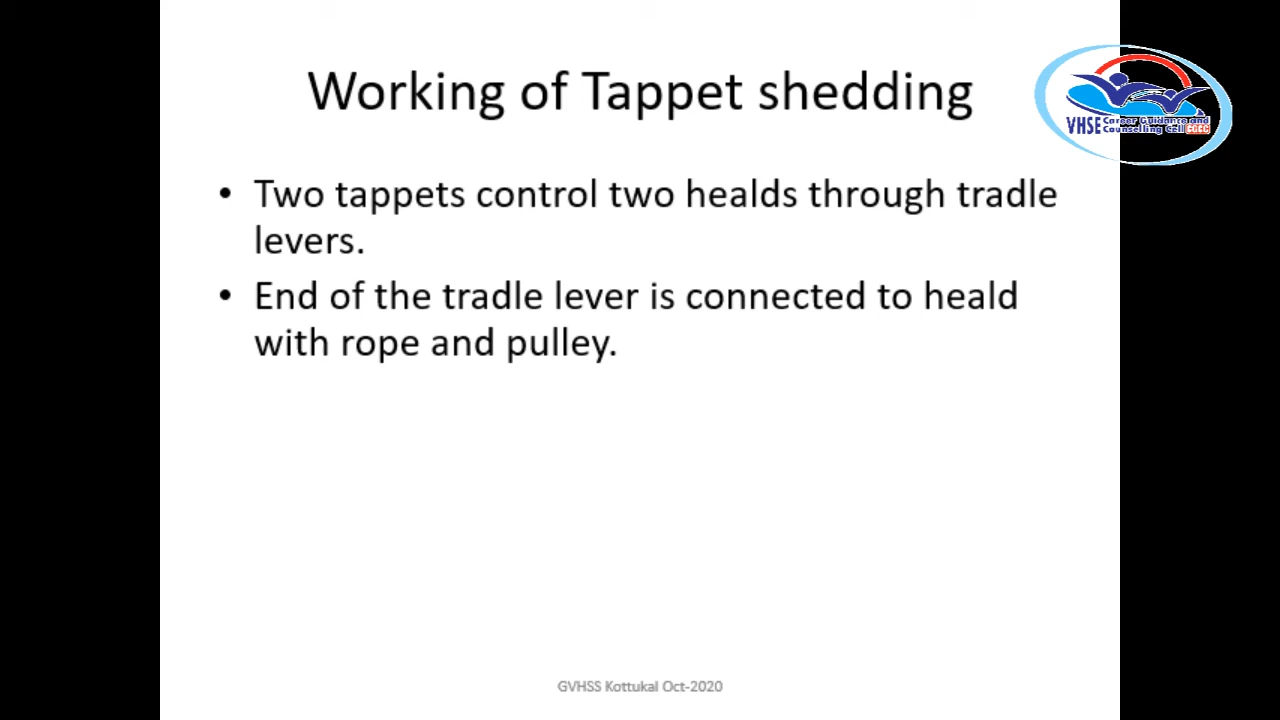 Working of Tappet shedding
VHSE Career Guidance and
Counselling Cell CGCC
• Two tappets control two healds through tradle
levers.
• End of the tradle lever is connected to heald
with rope and pulley.
GVHSS Kottukal Oct-2020